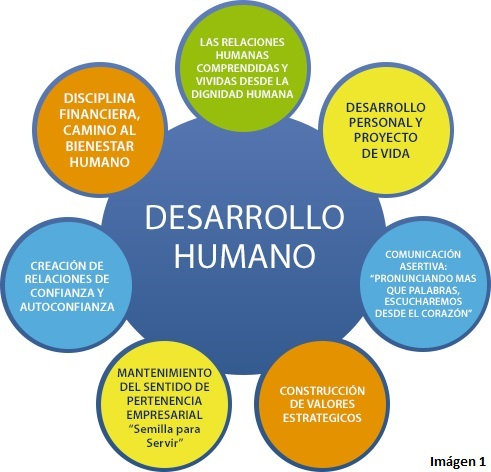 LAS RELACIONES
HUMANAS
COMPRENDIDAS Y
VIVIDAS DESDE LA
DIGNIDAD HUMANA
DESARROLLO
PERSONAL Y
PROYECTO
DE VIDA
COMUNICACIÓN
ASERTIVA:
“PRONUNCIANDO MAS
QUE PALABRAS,
ESCUCHAREMOS
DESDE EL CORAZÓN”
CONSTRUCCIÓN
DE VALORES
ESTRATEGICOS
MANTENIMIENTO
DEL SENTIDO DE
PERTENENCIA
EMPRESARIAL
“Semilla para
Servir”
CREACIÓN DE
RELACIONES DE
CONFIANZA Y
AUTOCONFIANZA
DISCIPLINA
FINANCIERA,
CAMINO AL
BIENESTAR
HUMANO
DESARROLLO
HUMANO
Imágen 1